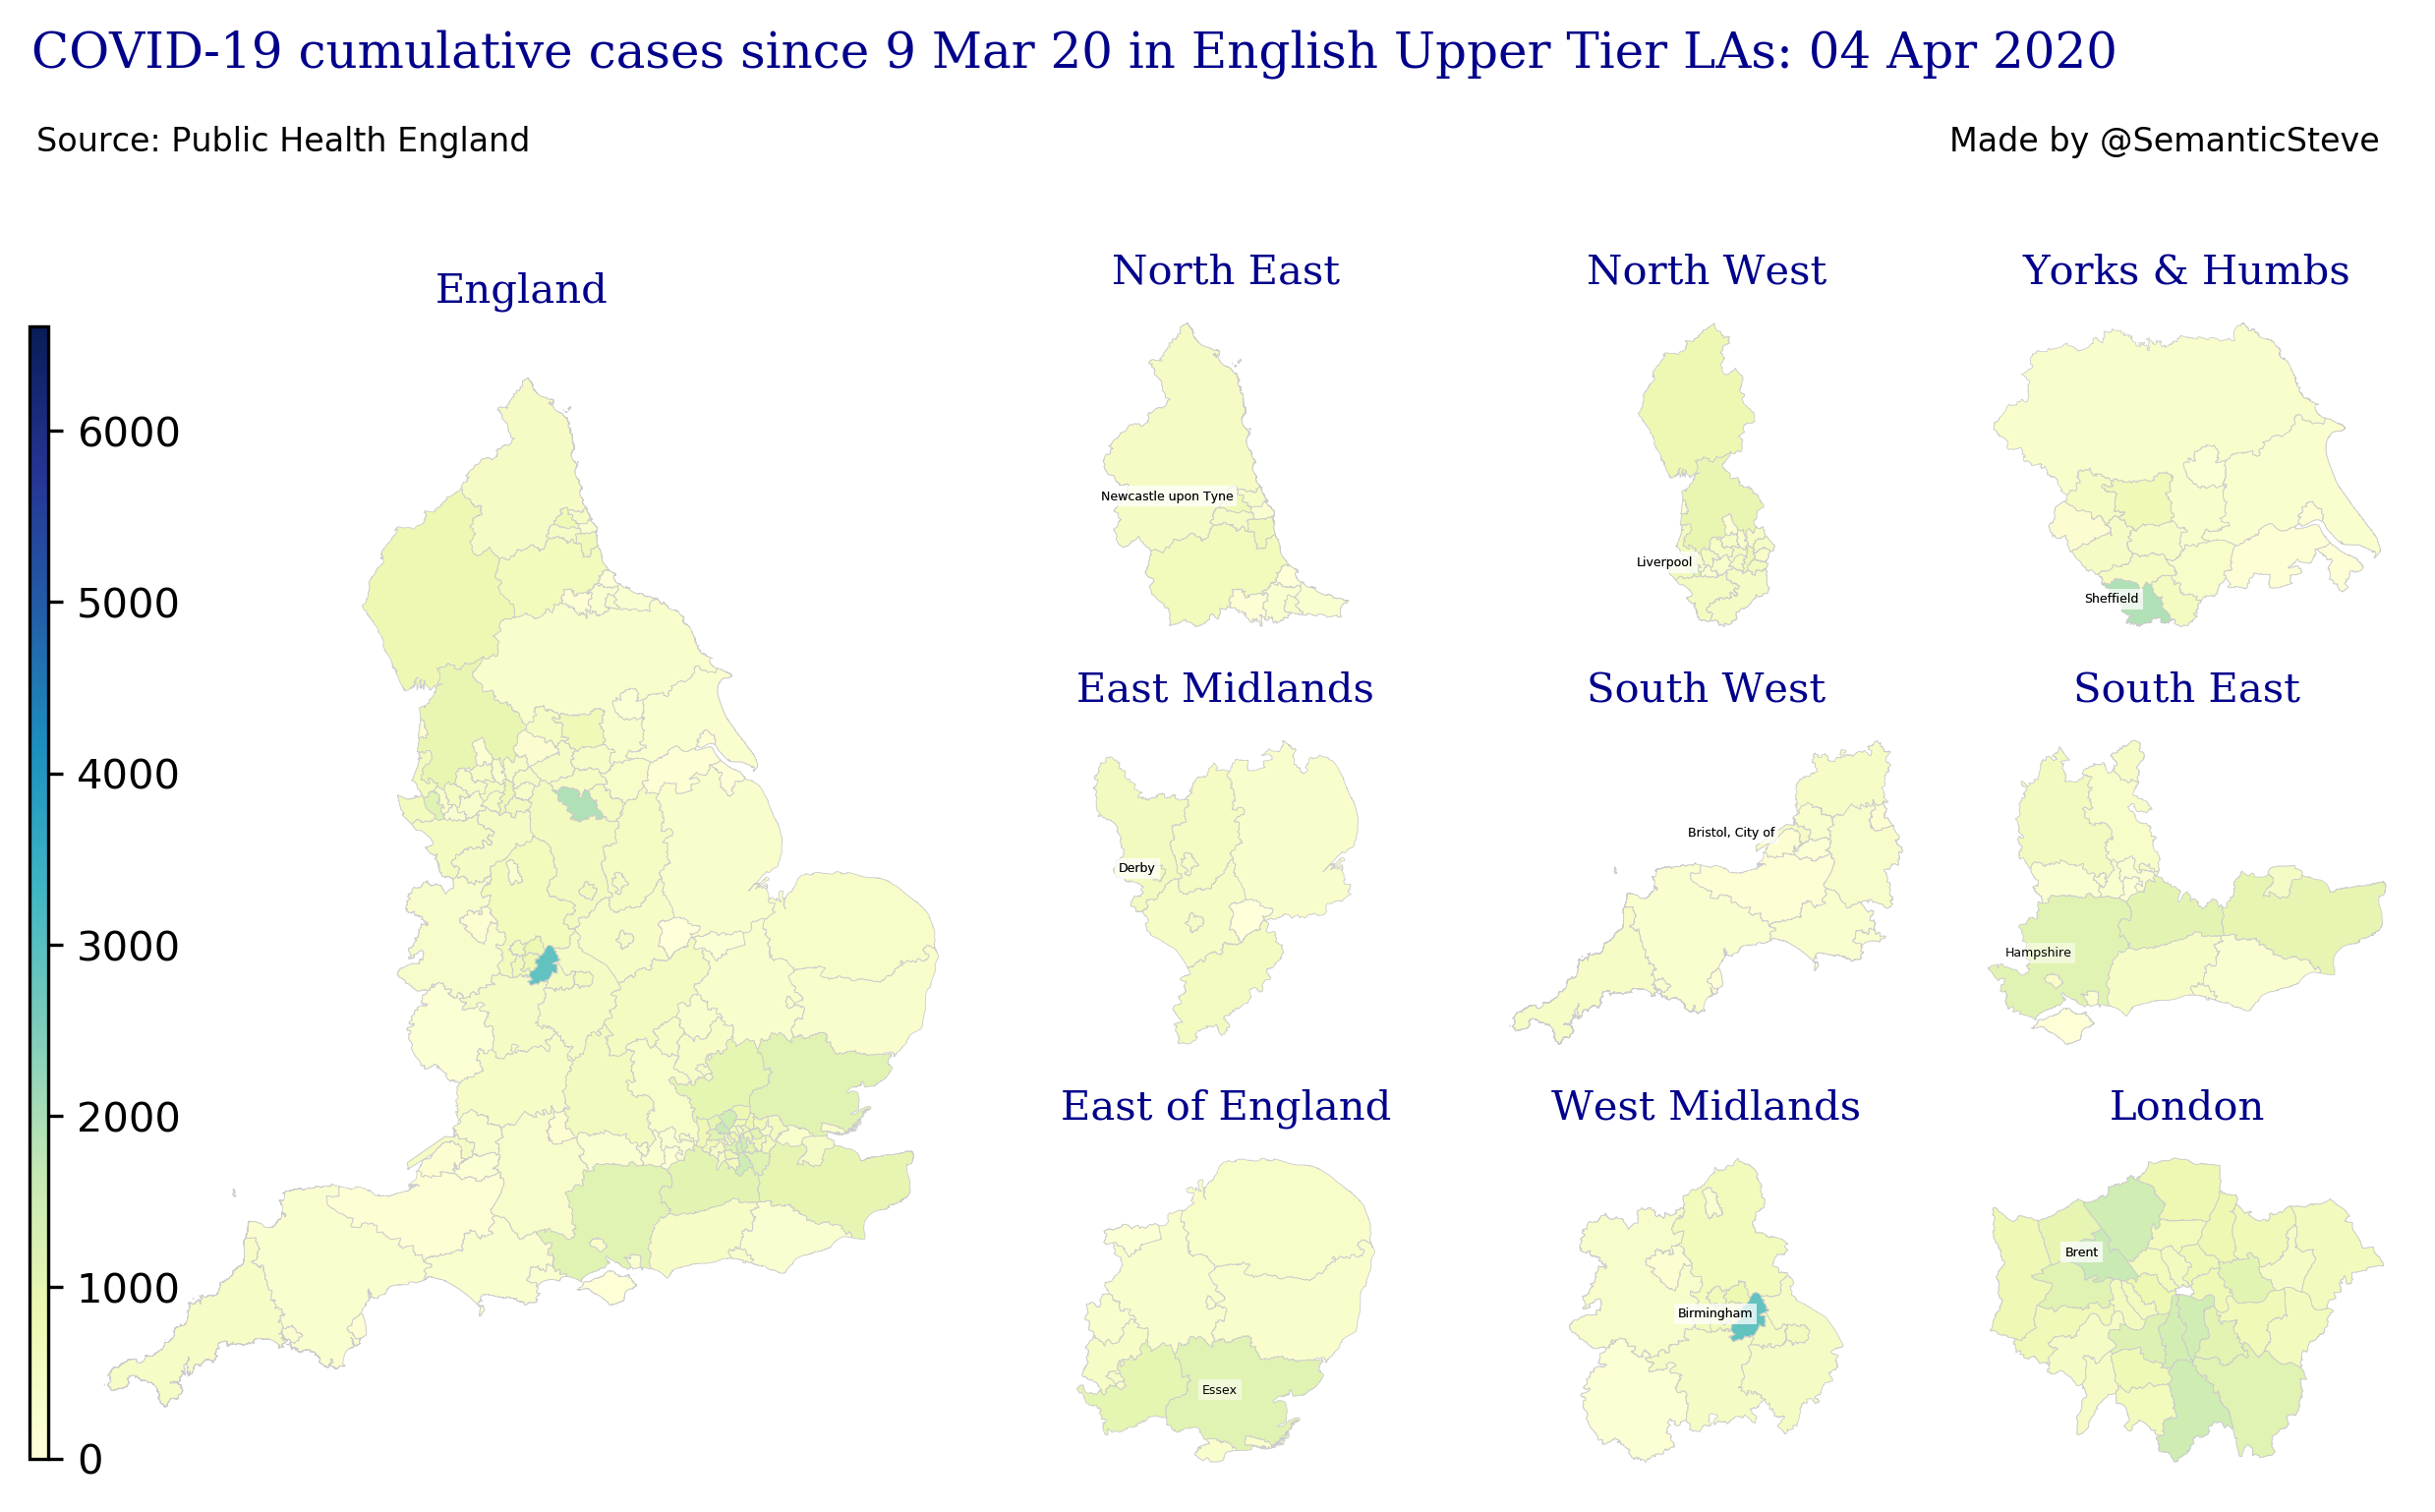 COVID-19 cumulative cases since 9 Mar 20 in English Upper Tier LAs: 04 Apr 2020
Source: Public Health England
Made by @SemanticSteve
England
6000
5000
4000
3000
2000
1000
0
North East
Newcastle upon Tyne
North West
Liverpool
Yorks & Humbs
Sheffield
East Midlands
Derby
South West
Bristol, City of
South East
Hampshire
East of England
Essex
West Midlands
Birmingham
London
Brent